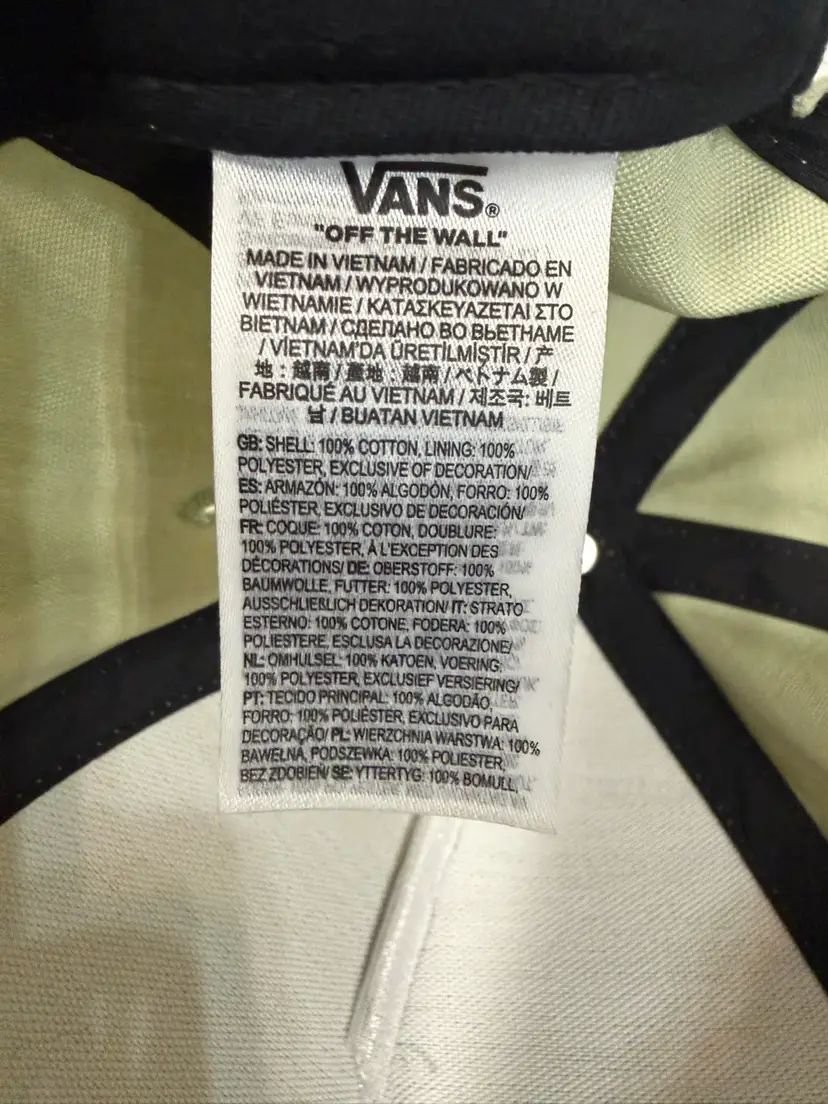 VANS®
"OFF THE WALL"
MADE IN VIETNAM / FABRICADO EN
VIETNAM / WYPRODUKOWANO W
WIETNAMIE / ΚΑΤΑΣΚΕΥΑΖΕΤΑΙ ΣΤΟ
ΒΙΕΤΝΑΜ / СДЕЛАНО ВО ВЬЕТНАМЕ
/ VİETNAM'DA ÜRETİLMİŞTİR / 产
地 : 越南 / 產地 : 越南 / ベトナム製 /
FABRIQUÉ AU VIETNAM / 제조국: 베트
남 / BUATAN VIETNAM
GB: SHELL: 100% COTTON, LINING: 100%
POLYESTER, EXCLUSIVE OF DECORATION/
ES: ARMAZÓN: 100% ALGODÓN, FORRO: 100%
POLIÉSTER, EXCLUSIVO DE DECORACIÓN/
FR: COQUE: 100% COTON, DOUBLURE:
100% POLYESTER, À L'EXCEPTION DES
DÉCORATIONS/ DE: OBERSTOFF: 100%
BAUMWOLLE, FUTTER: 100% POLYESTER,
AUSSCHLIEßLICH DEKORATION/ IT: STRATO
ESTERNO: 100% COTONE, FODERA: 100%
POLIESTERE, ESCLUSA LA DECORAZIONE/
NL: OMHULSEL: 100% KATOEN, VOERING:
100% POLYESTER, EXCLUSIEF VERSIERING/
PT: TECIDO PRINCIPAL: 100% ALGODÃO,
FORRO: 100% POLIÉSTER, EXCLUSIVO PARA
DECORAÇÃO/ PL: WIERZCHNIA WARSTWA: 100%
BAWEŁNA, PODSZEWKA: 100% POLIESTER,
BEZ ZDOBIEŃ/ SE: YTTERTYG: 100% BOMULL,